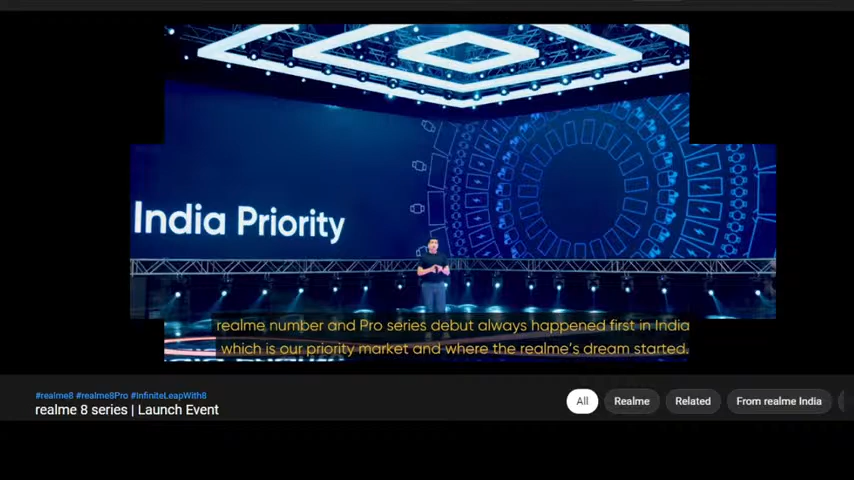 India Priority
realme number and Pro series debut always happened first in India
which is our priority market and where the realme's dream started.
#realme8 #realme8Pro #InfiniteLeapWith8
realme 8 series | Launch Event
All
Realme
Related
From realme India